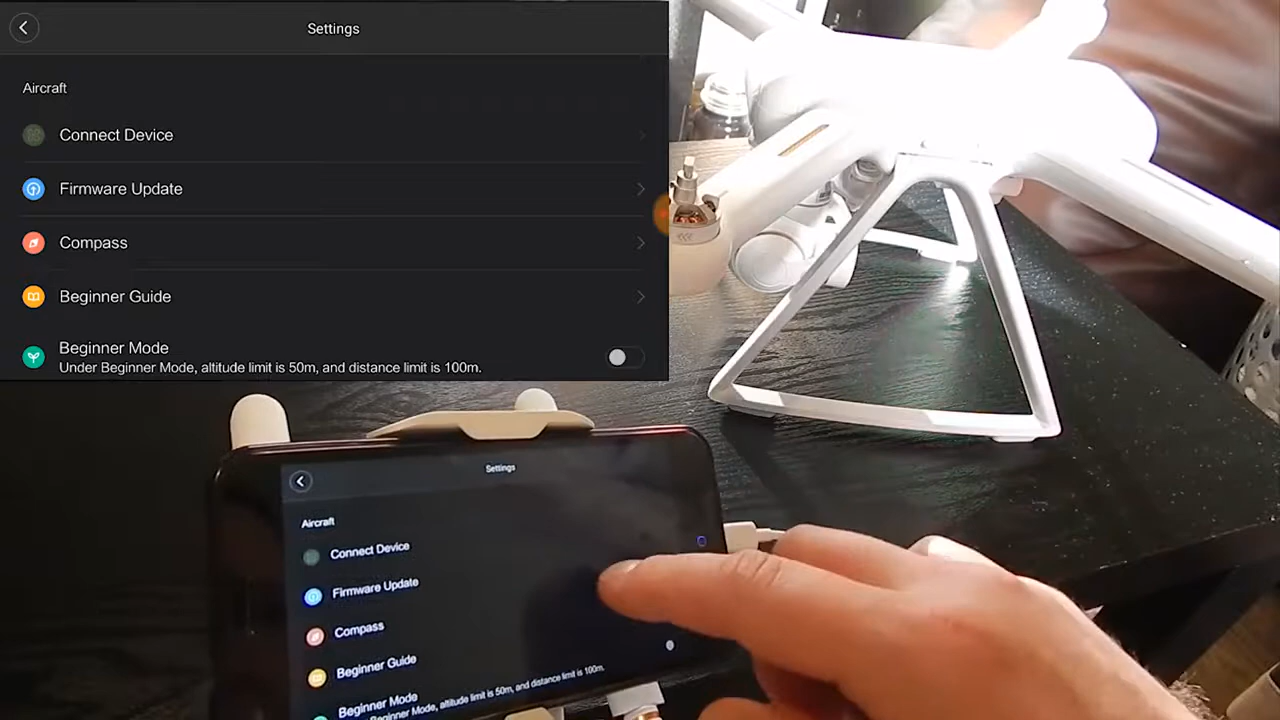 Settings
Aircraft
Connect Device
Firmware Update
Compass
Beginner Guide
Beginner Mode
Under Beginner Mode, altitude limit is 50m, and distance limit is 100m.
Settings
Aircraft
Connect Device
Firmware Update
Compass
Beginner Guide
Beginner Mode
Beginner Mode, altitude limit is 50m, and distance limit is 100m.